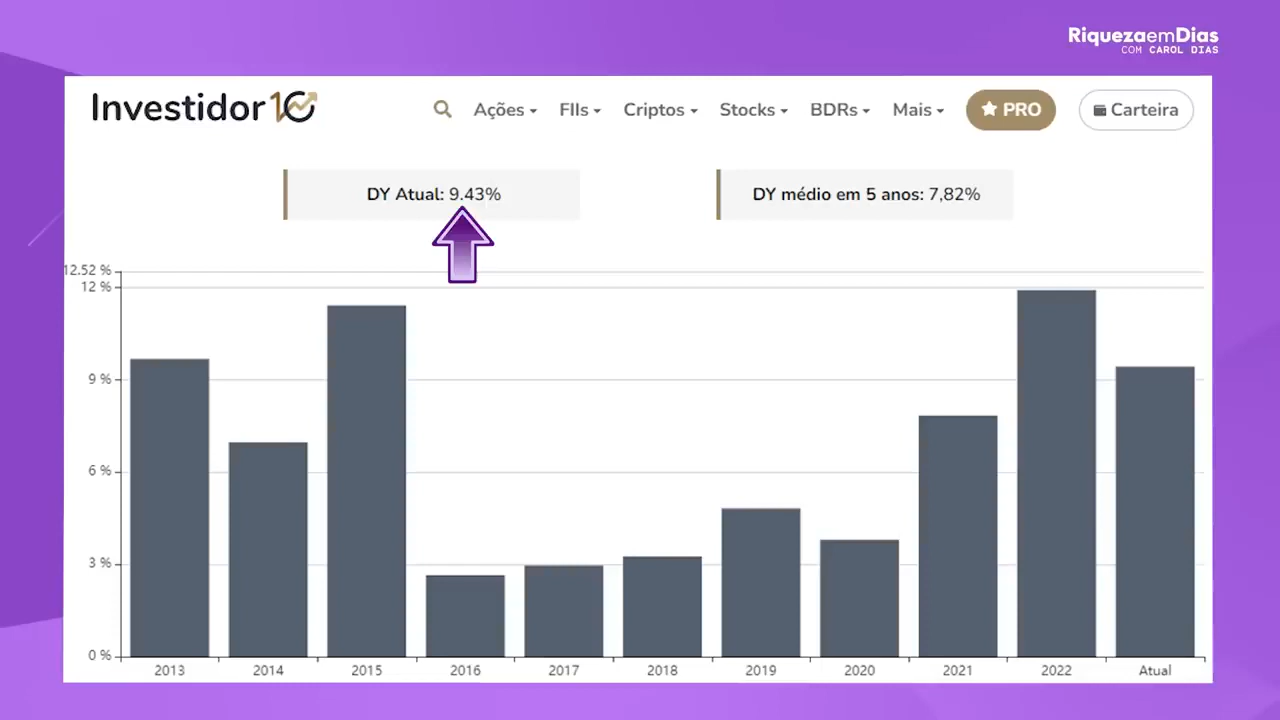 RiquezaemDias
COM CAROL DIAS
Investidor10
Ações FIIs Criptos Stocks BDRs Mais PRO Carteira
DY Atual: 9.43% DY médio em 5 anos: 7,82%
12.52 %
12 %
9 %
6 %
3 %
0 %
2013 2014 2015 2016 2017 2018 2019 2020 2021 2022 Atual